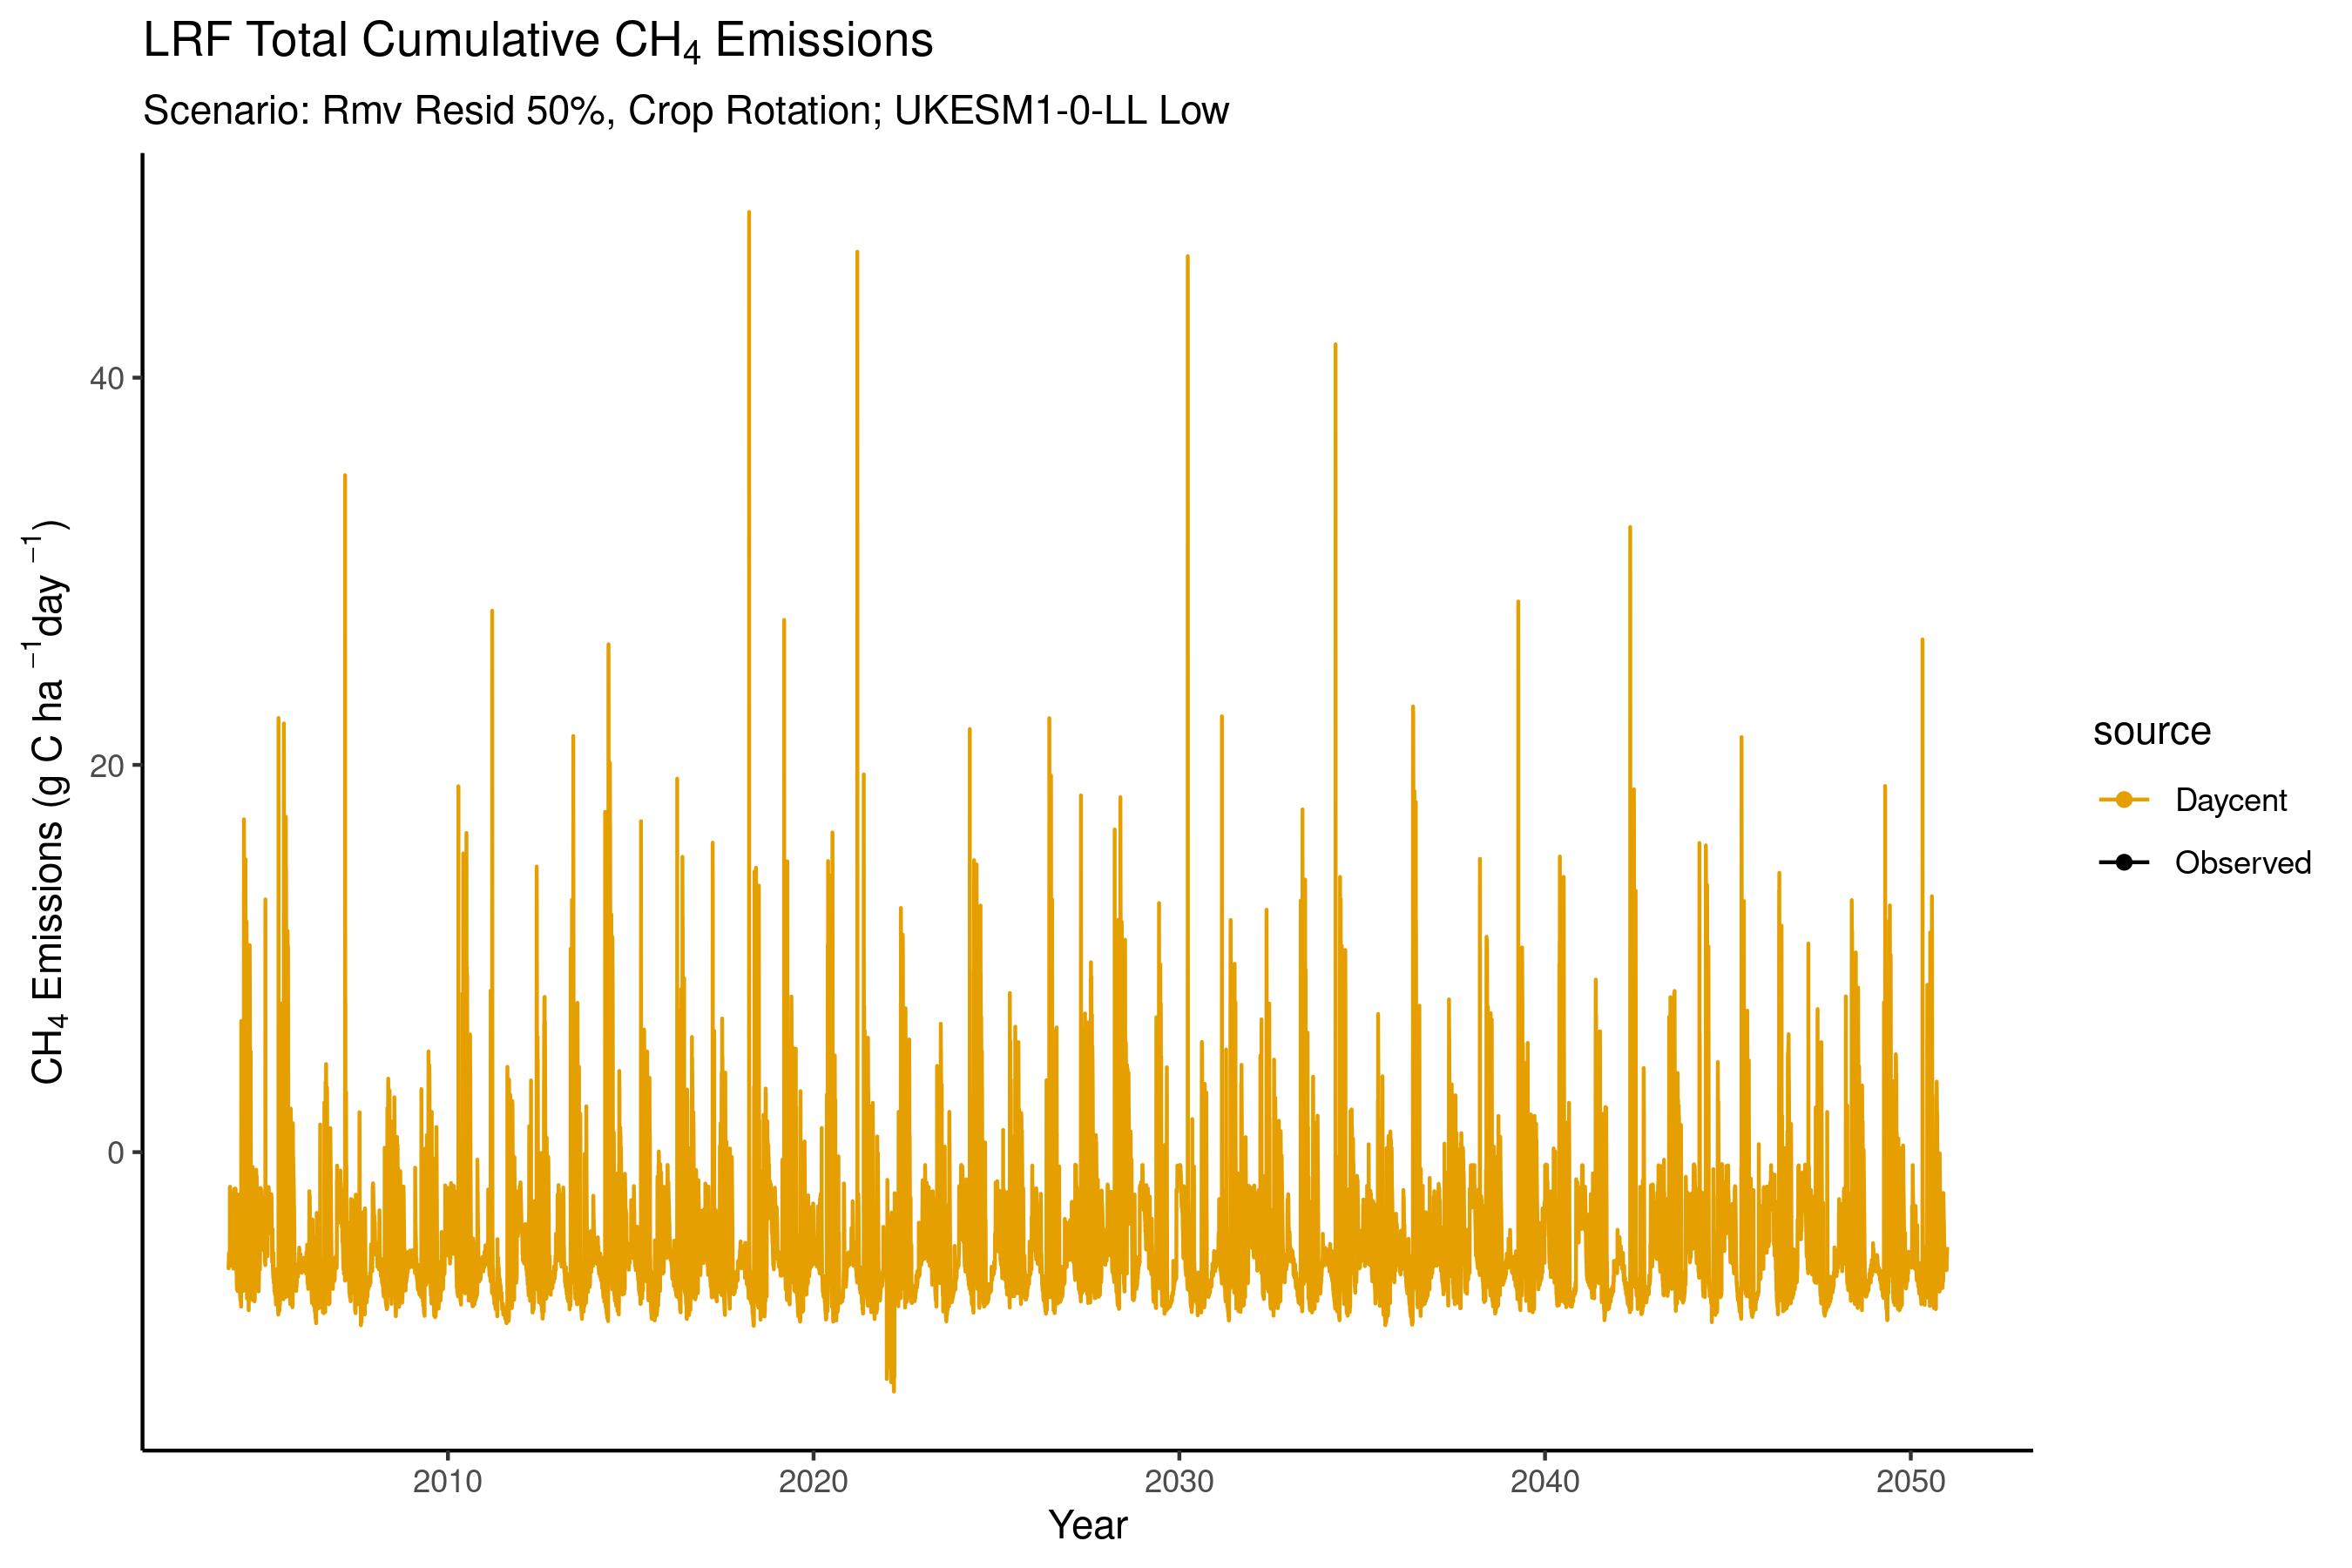 LRF Total Cumulative CH₄ Emissions
Scenario: Rmv Resid 50%, Crop Rotation; UKESM1-0-LL Low
CH₄ Emissions (g C ha ⁻¹day ⁻¹)
40
20
0
2010 2020 2030 2040 2050
Year
source
Daycent
Observed